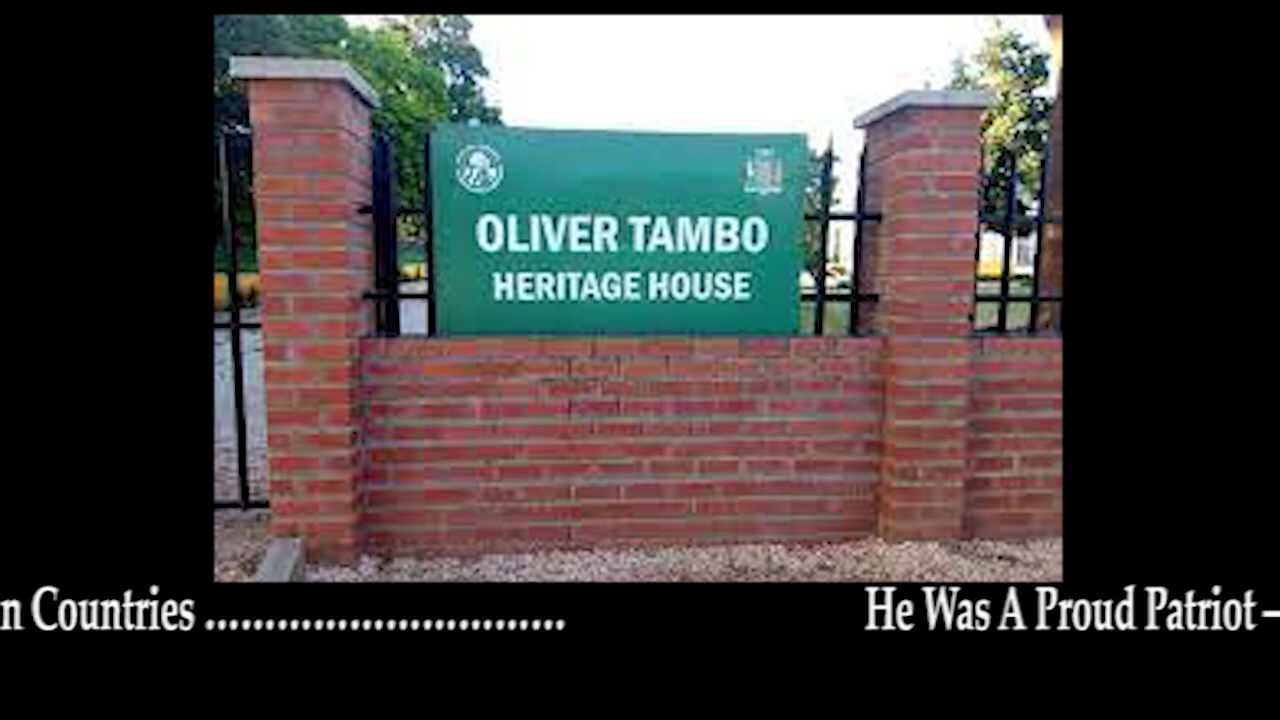 OLIVER TAMBO
HERITAGE HOUSE
n Countries .............................. He Was A Proud Patriot –